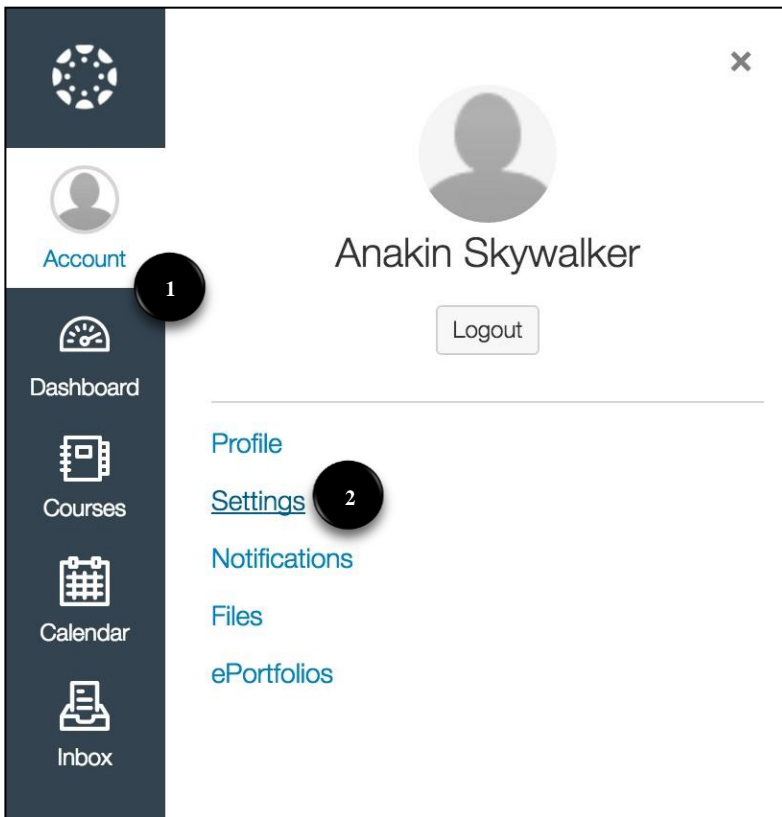 Account
1
Dashboard
Courses
Calendar
Inbox
Anakin Skywalker
Logout
Profile
Settings 2
Notifications
Files
ePortfolios